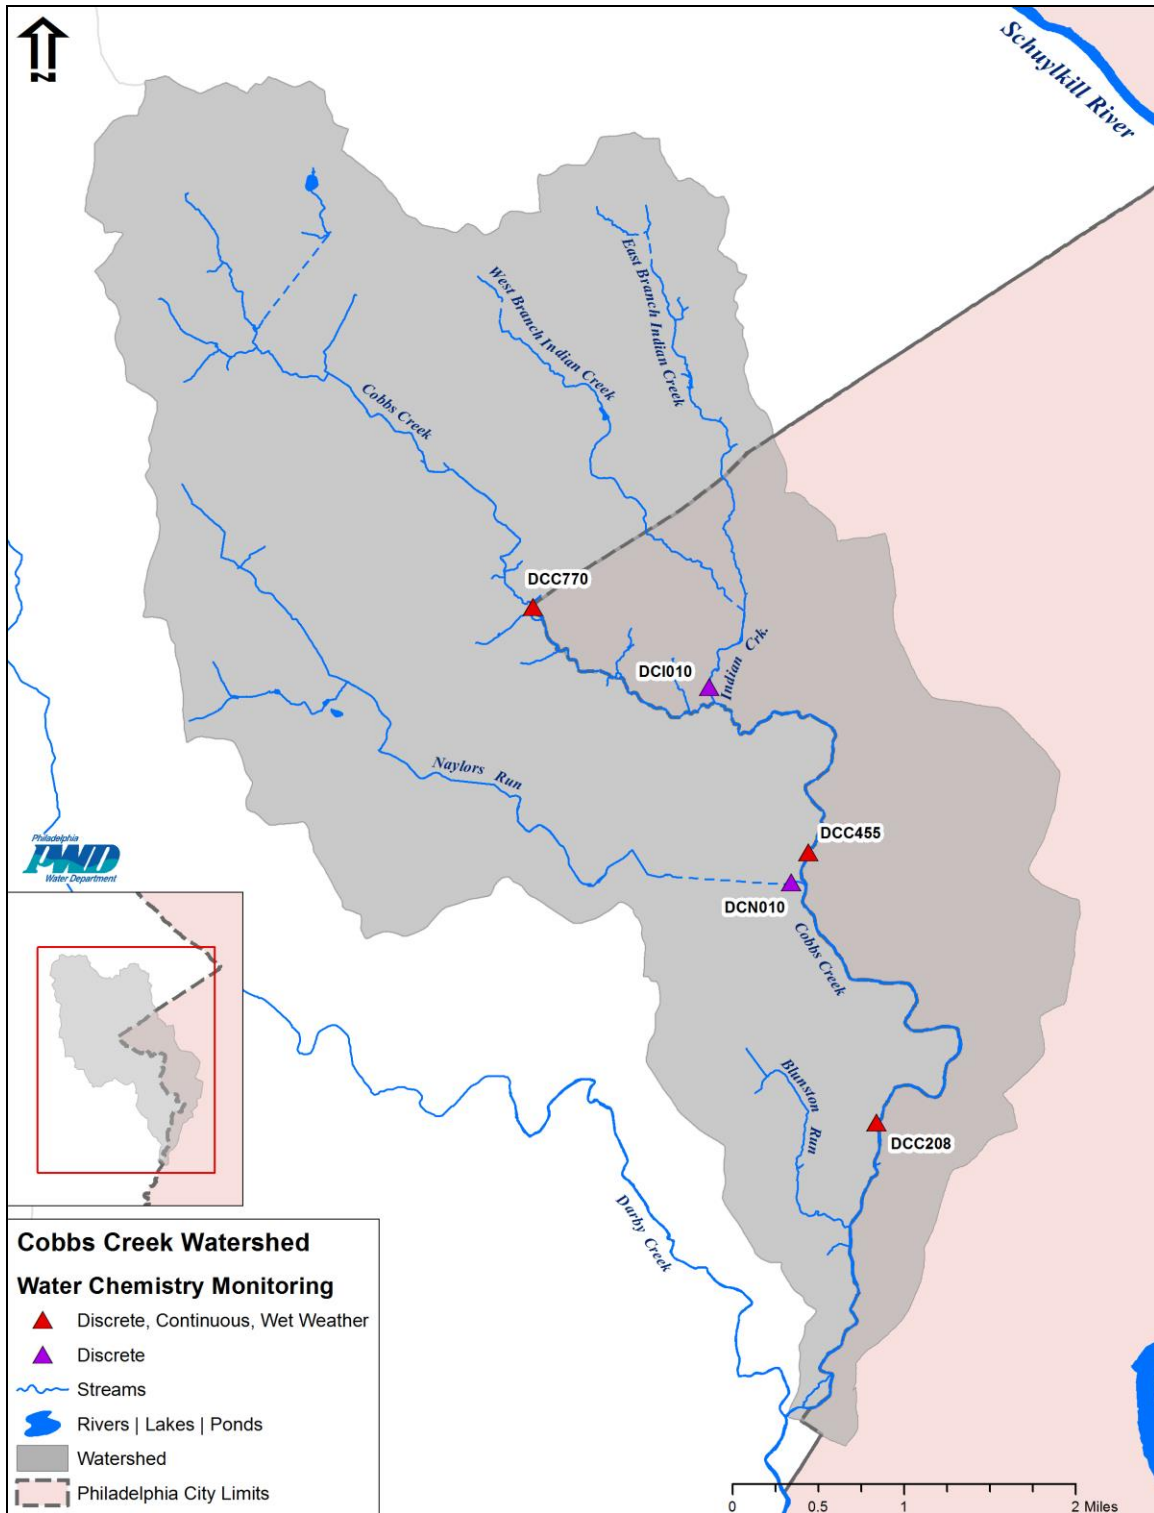 N
Schuylkill
River
West Branch Indian Creek
East Branch Indian Creek
Cobbs Creek
DCC770
DCI010
Indian Crk.
Naylors Run
DCC455
DCN010
Cobbs Creek
Philadelphia
PWD
Water Department
Blunston
Run
DCC208
Darby Creek
Cobbs Creek Watershed
Water Chemistry Monitoring
Discrete, Continuous, Wet Weather
Discrete
Streams
Rivers | Lakes | Ponds
Watershed
Philadelphia City Limits
0 0.5 1 2 Miles